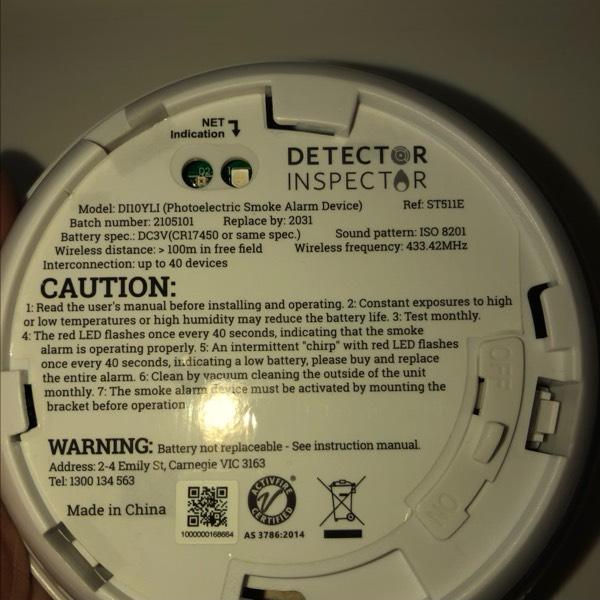 NET
Indication
D2
DETECTOR
INSPECTOR
Model: DI10YLI (Photoelectric Smoke Alarm Device) Ref: ST511E
Batch number: 2105101 Replace by: 2031
Battery spec.: DC3V(CR17450 or same spec.) Sound pattern: ISO 8201
Wireless distance: > 100m in free field Wireless frequency: 433.42MHz
Interconnection: up to 40 devices
CAUTION:
1: Read the user's manual before installing and operating. 2: Constant exposures to high
or low temperatures or high humidity may reduce the battery life. 3: Test monthly.
4: The red LED flashes once every 40 seconds, indicating that the smoke
alarm is operating properly. 5: An intermittent "chirp" with red LED flashes
once every 40 seconds, indicating a low battery, please buy and replace
the entire alarm. 6: Clean by vacuum cleaning the outside of the unit
monthly. 7: The smoke alarm device must be activated by mounting the
bracket before operation
OFF
ON
WARNING: Battery not replaceable - See instruction manual.
Address: 2-4 Emily St, Carnegie VIC 3163
Tel: 1300 134 563
Made in China
1000000168664
ACTIVFIRE
CERTIFIED
AS 3786:2014